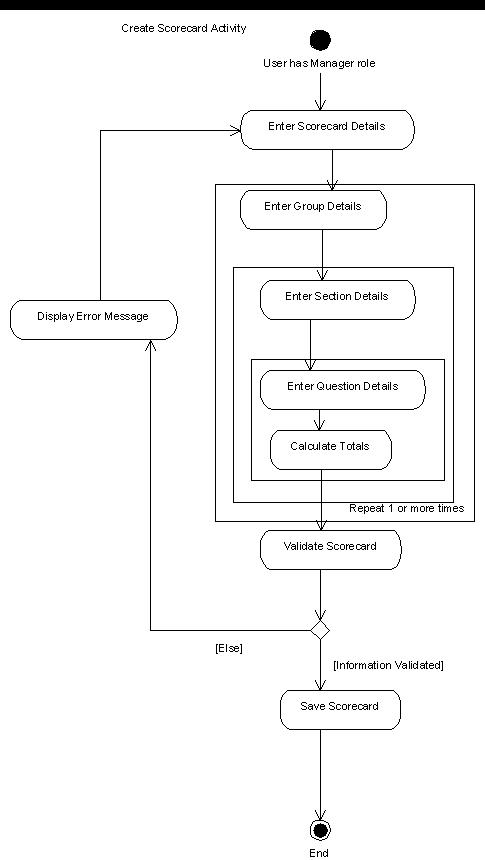 Create Scorecard Activity
User has Manager role
Enter Scorecard Details
Enter Group Details
Enter Section Details
Display Error Message
Enter Question Details
Calculate Totals
Repeat 1 or more times
Validate Scorecard
[Else]
[Information Validated]
Save Scorecard
End